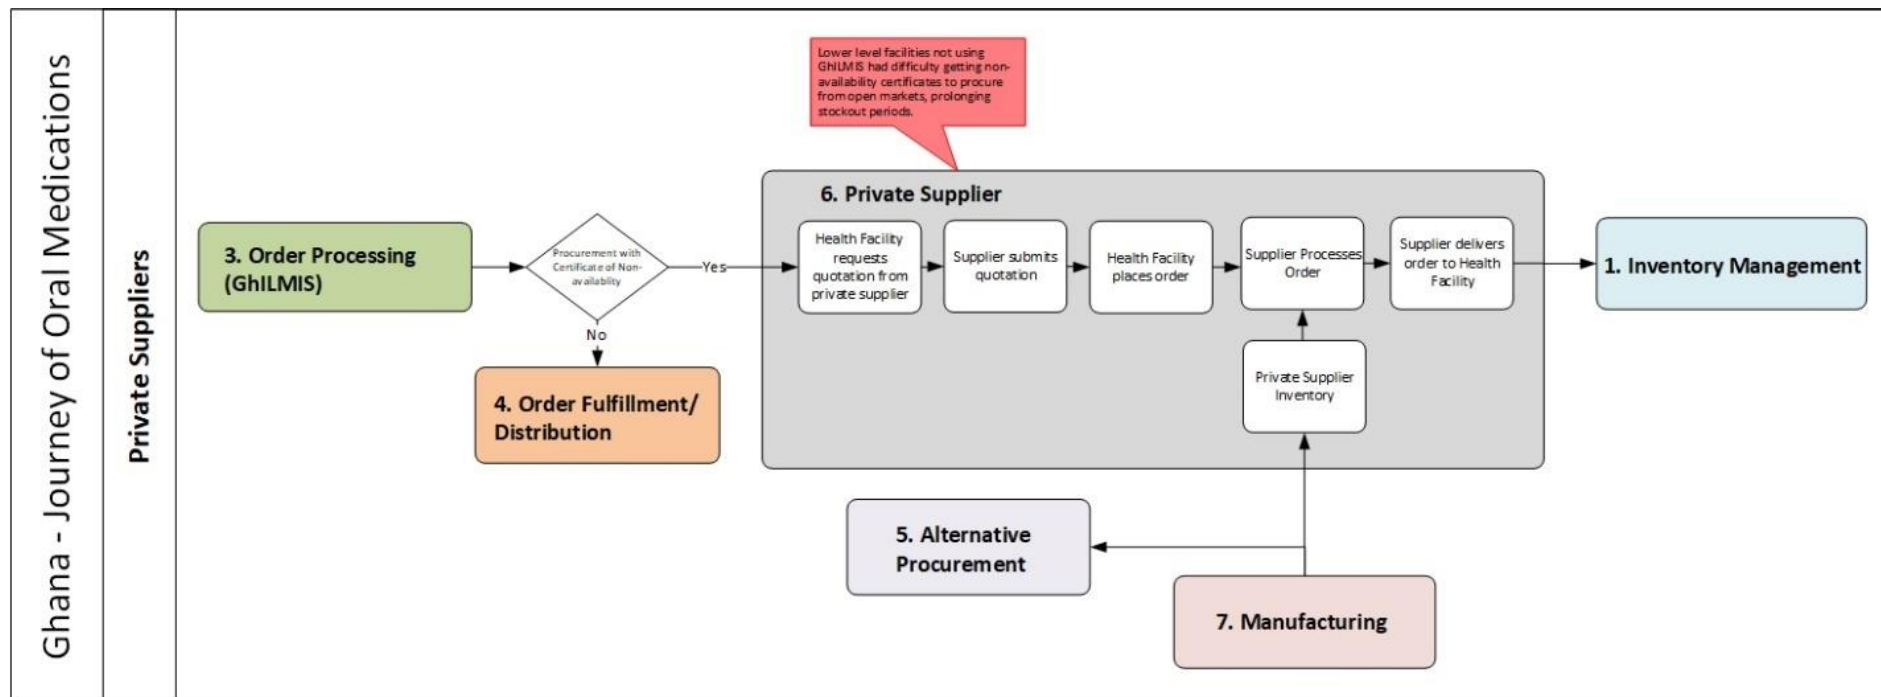 Ghana - Journey of Oral Medications
Private Suppliers
Lower level facilities not using
GhILMIS had difficulty getting non-
availability certificates to procure
from open markets, prolonging
stockout periods.
6. Private Supplier
3. Order Processing
(GhILMIS)
Procurement with
Certificate of Non-
availablity
Yes
No
4. Order Fulfillment/
Distribution
Health Facility
requests
quotation from
private supplier
Supplier submits
quotation
Health Facility
places order
Supplier Processes
Order
Supplier delivers
order to Health
Facility
1. Inventory Management
Private Supplier
Inventory
5. Alternative
Procurement
7. Manufacturing